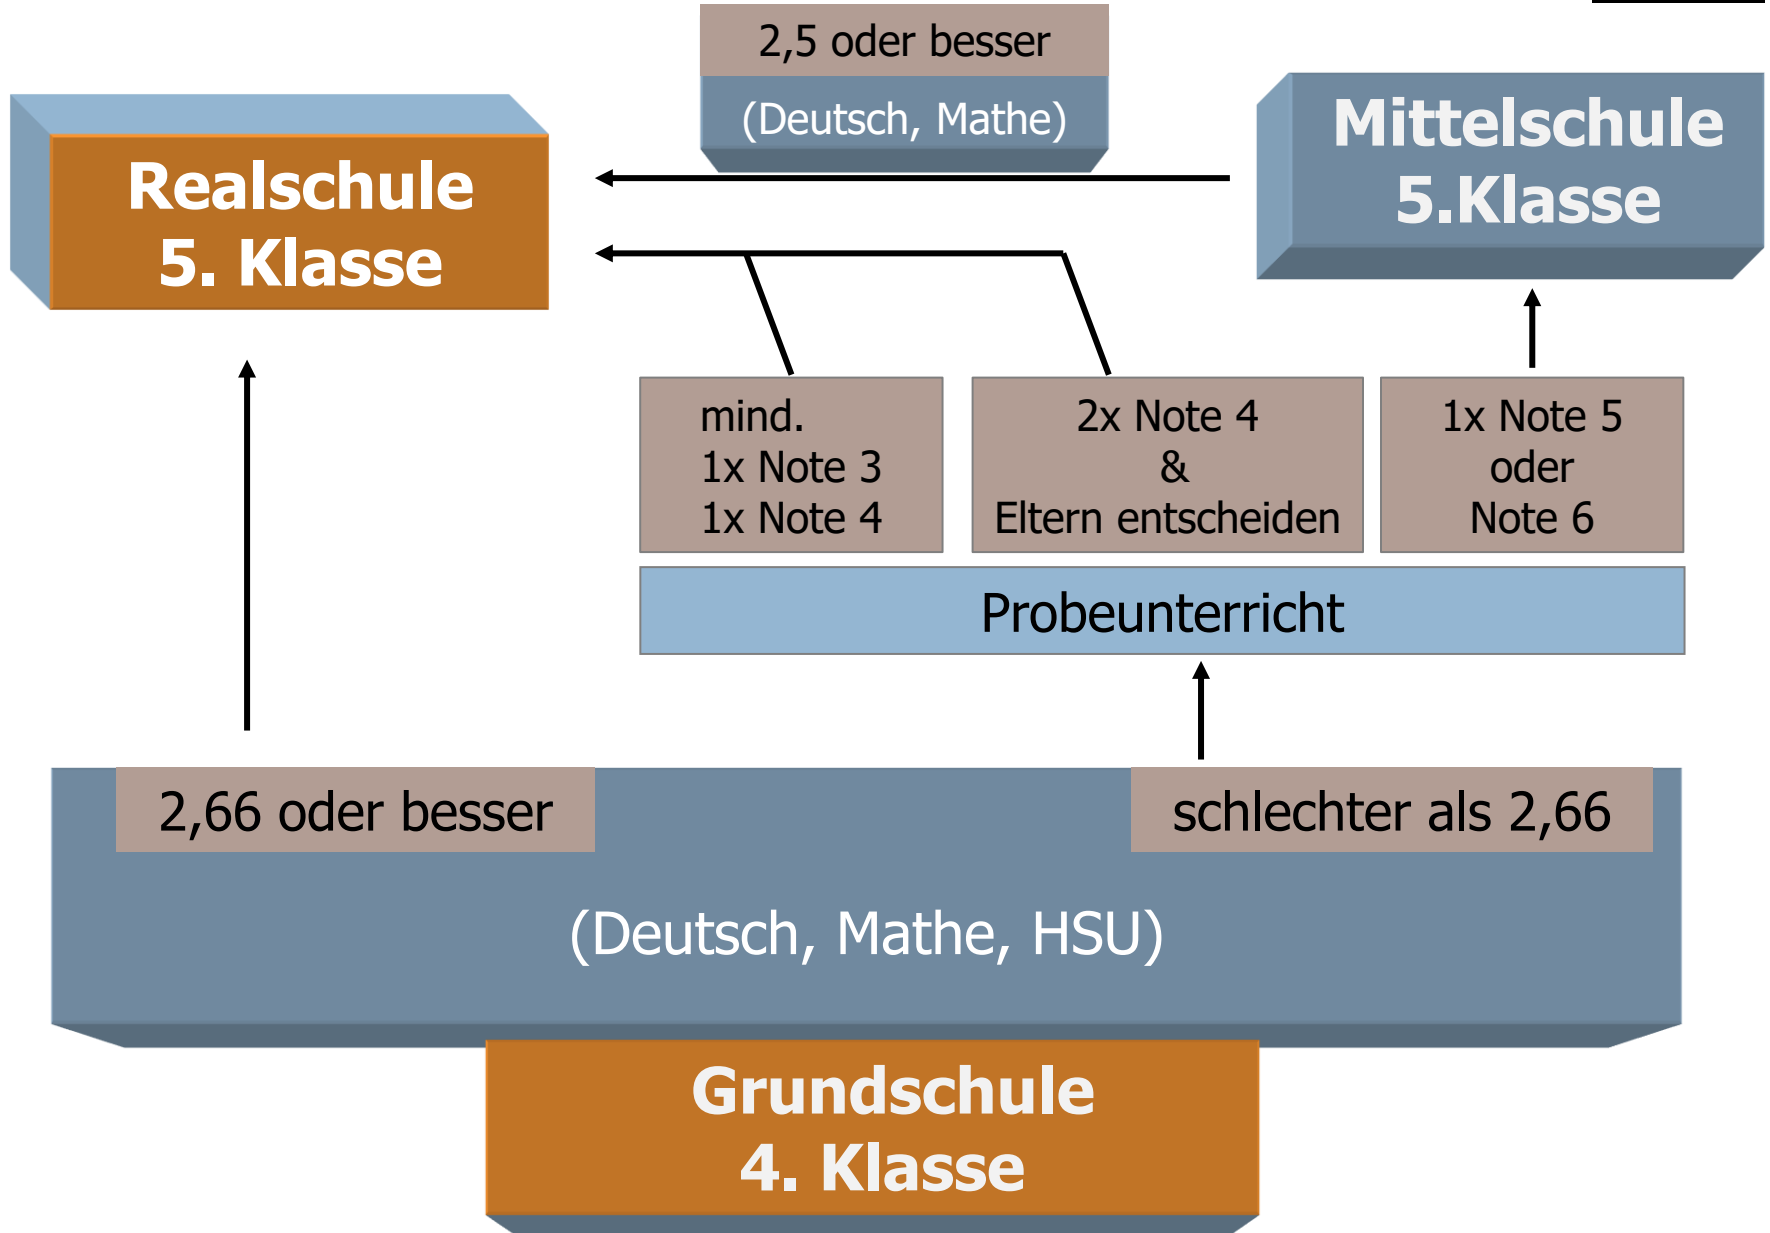 2,5 oder besser
(Deutsch, Mathe)
Realschule
5. Klasse
Mittelschule
5.Klasse
mind.
1x Note 3
1x Note 4
2x Note 4
&
Eltern entscheiden
1x Note 5
oder
Note 6
Probeunterricht
2,66 oder besser
schlechter als 2,66
(Deutsch, Mathe, HSU)
Grundschule
4. Klasse